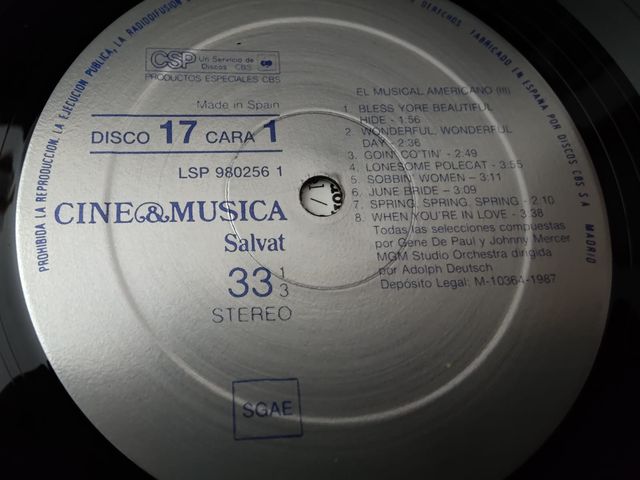 PROHIBIDA LA REPRODUCCION, LA EJECUCION PUBLICA, LA RADIODIFUSION
DERECHOS. FABRICADO EN ESPAÑA POR DISCOS CBS S.A. MADRID
CSP Un Servicio de
Discos CBS
PRODUCTOS ESPECIALES CBS
Made in Spain
DISCO 17 CARA 1
LSP 980256 1
CINE&MUSICA
Salvat
33 1/3
STEREO
SGAE
EL MUSICAL AMERICANO (III)
1. BLESS YORE BEAUTIFUL
HIDE - 1:56
2. WONDERFUL, WONDERFUL
DAY - 2:36
3. GOIN' CO'TIN' - 2:49
4. LONESOME POLECAT - 3:55
5. SOBBIN' WOMEN - 3:11
6. JUNE BRIDE - 3:09
7. SPRING, SPRING, SPRING - 2:10
8. WHEN YOU'RE IN LOVE - 3:38
Todas las selecciones compuestas
por Gene De Paul y Johnny Mercer
MGM Studio Orchestra dirigida
por Adolph Deutsch
Depósito Legal: M-10364-1987